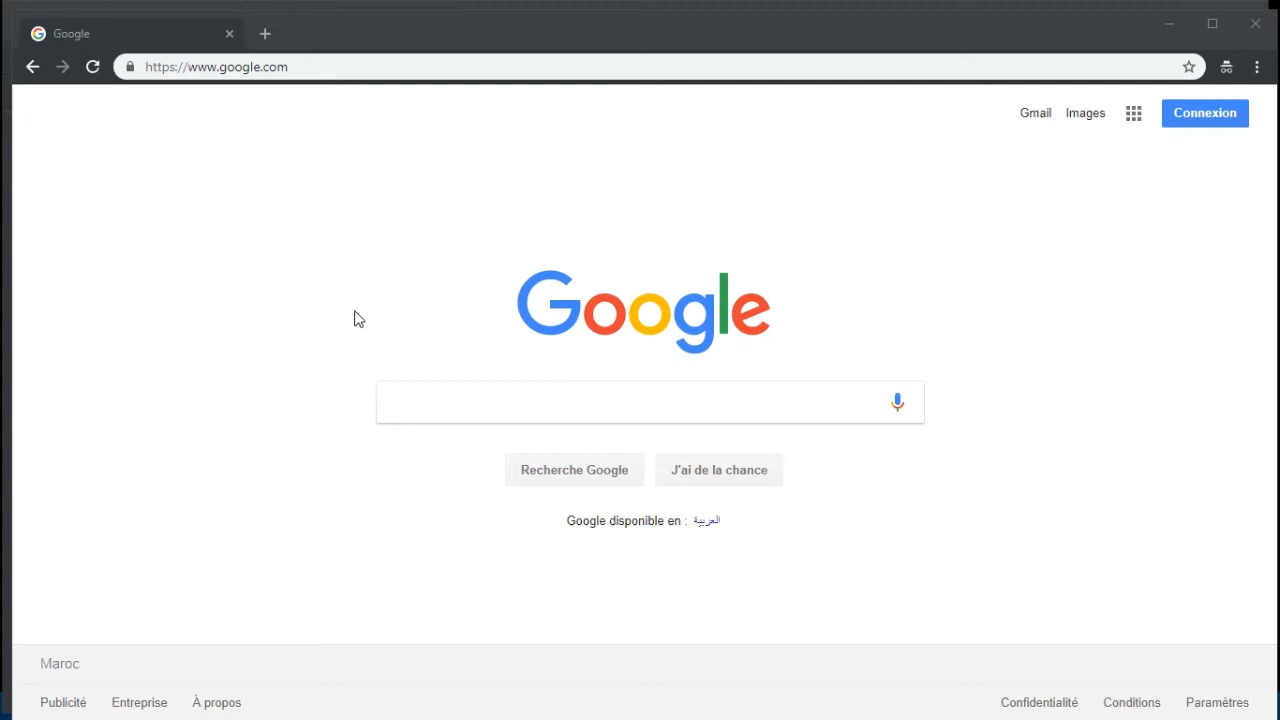 Google
https://www.google.com
Gmail Images Connexion
Google
Recherche Google J'ai de la chance
Google disponible en : العربية
Maroc
Publicité Entreprise À propos Confidentialité Conditions Paramètres